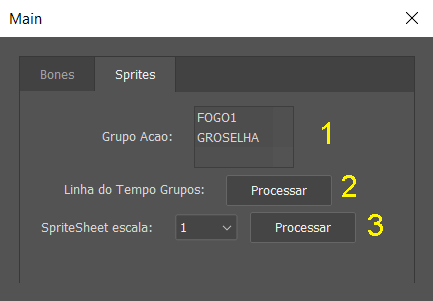 Main
Bones Sprites
FOGO1
Grupo Acao: GROSELHA 1
Linha do Tempo Grupos: Processar 2
SpriteSheet escala: 1 Processar 3